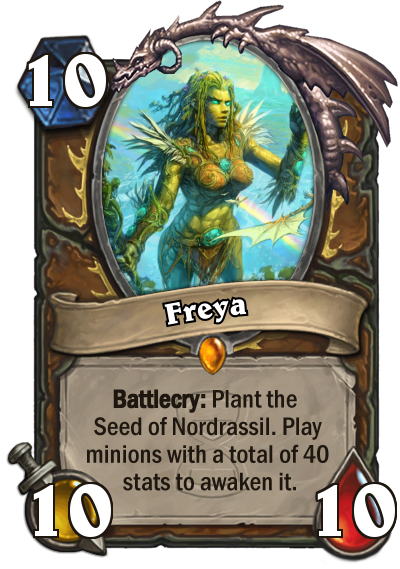 10
Freya
Battlecry: Plant the
Seed of Nordrassil. Play
minions with a total of 40
stats to awaken it.
10
10